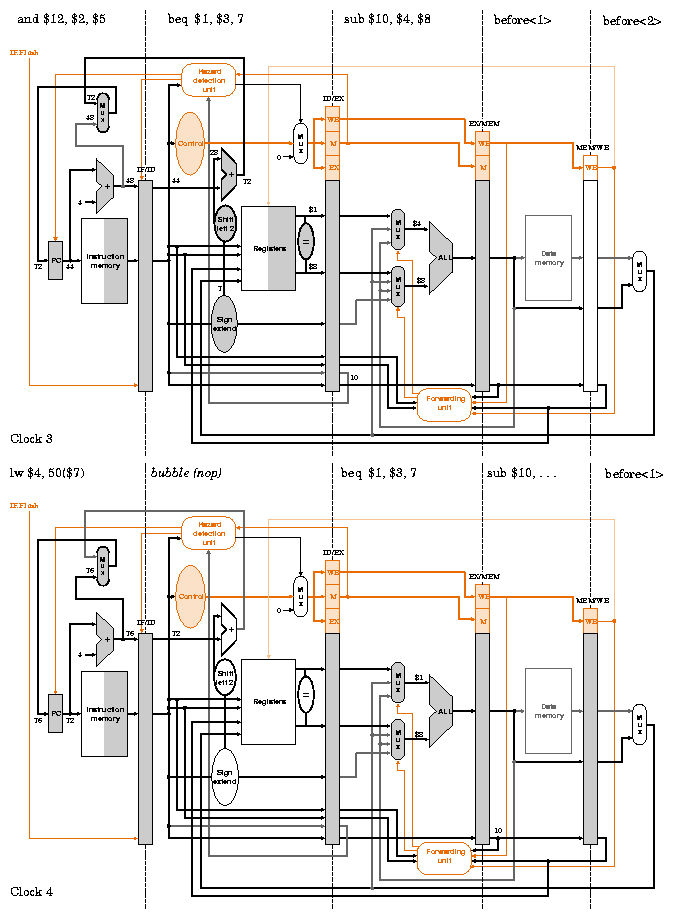 and $12, $2, $5
beq $1, $3, 7
sub $10, $4, $8
before<1>
before<2>
IF.Flush
Hazard
detection
unit
72
48
M
u
x
Control
28
72
0
M
u
x
ID/EX
WB
M
EX
EX/MEM
WB
M
MEM/WB
WB
IF/ID
4
+
48
44
+
Shift
left 2
Registers
=
$1
$3
M
u
x
$4
M
u
x
$8
ALU
Data
memory
M
u
x
72
PC
44
Instruction
memory
7
Sign
extend
10
Forwarding
unit
Clock 3
lw $4, 50($7)
bubble (nop)
beq $1, $3, 7
sub $10, . . .
before<1>
IF.Flush
Hazard
detection
unit
76
M
u
x
Control
0
M
u
x
ID/EX
WB
M
EX
EX/MEM
WB
M
MEM/WB
WB
IF/ID
4
+
76
72
+
Shift
left 2
Registers
=
M
u
x
$1
M
u
x
ALU
Data
memory
M
u
x
76
PC
72
Instruction
memory
Sign
extend
10
Forwarding
unit
Clock 4